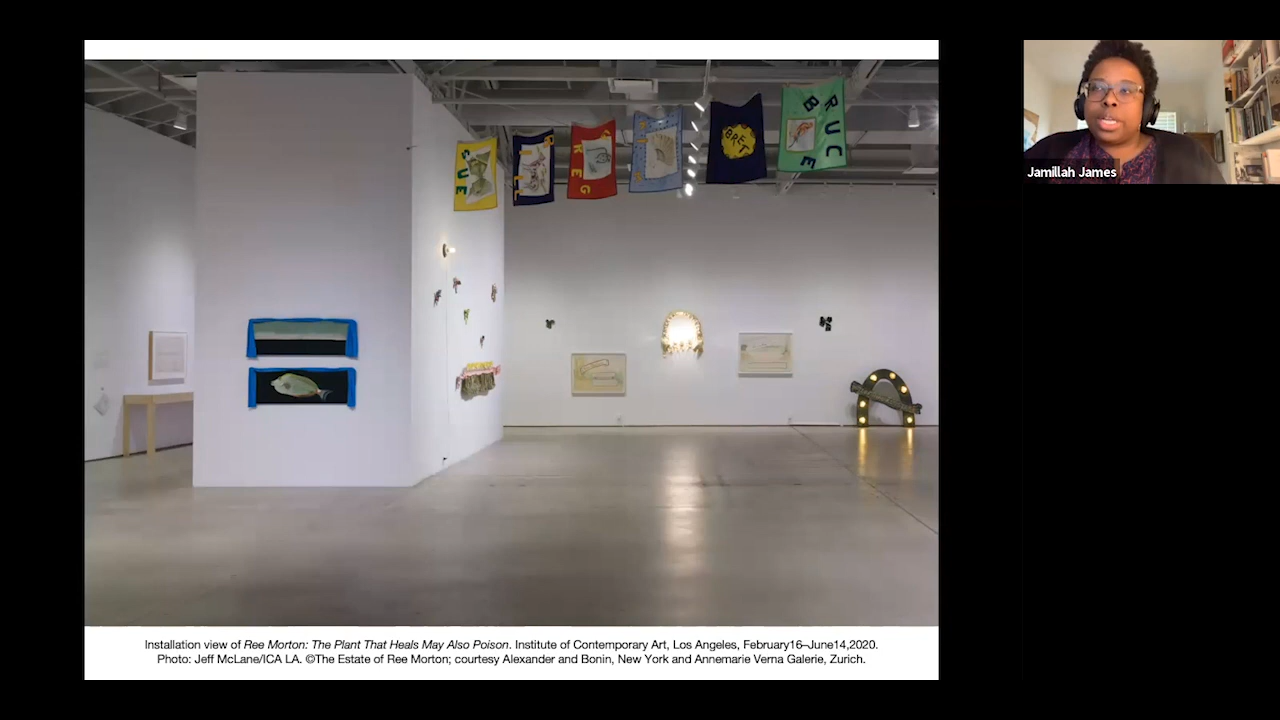 SUE
GREG
BRET
BRUCE
Jamillah James
Installation view of Ree Morton: The Plant That Heals May Also Poison. Institute of Contemporary Art, Los Angeles, February16–June14,2020.
Photo: Jeff McLane/ICA LA. ©The Estate of Ree Morton; courtesy Alexander and Bonin, New York and Annemarie Verna Galerie, Zurich.